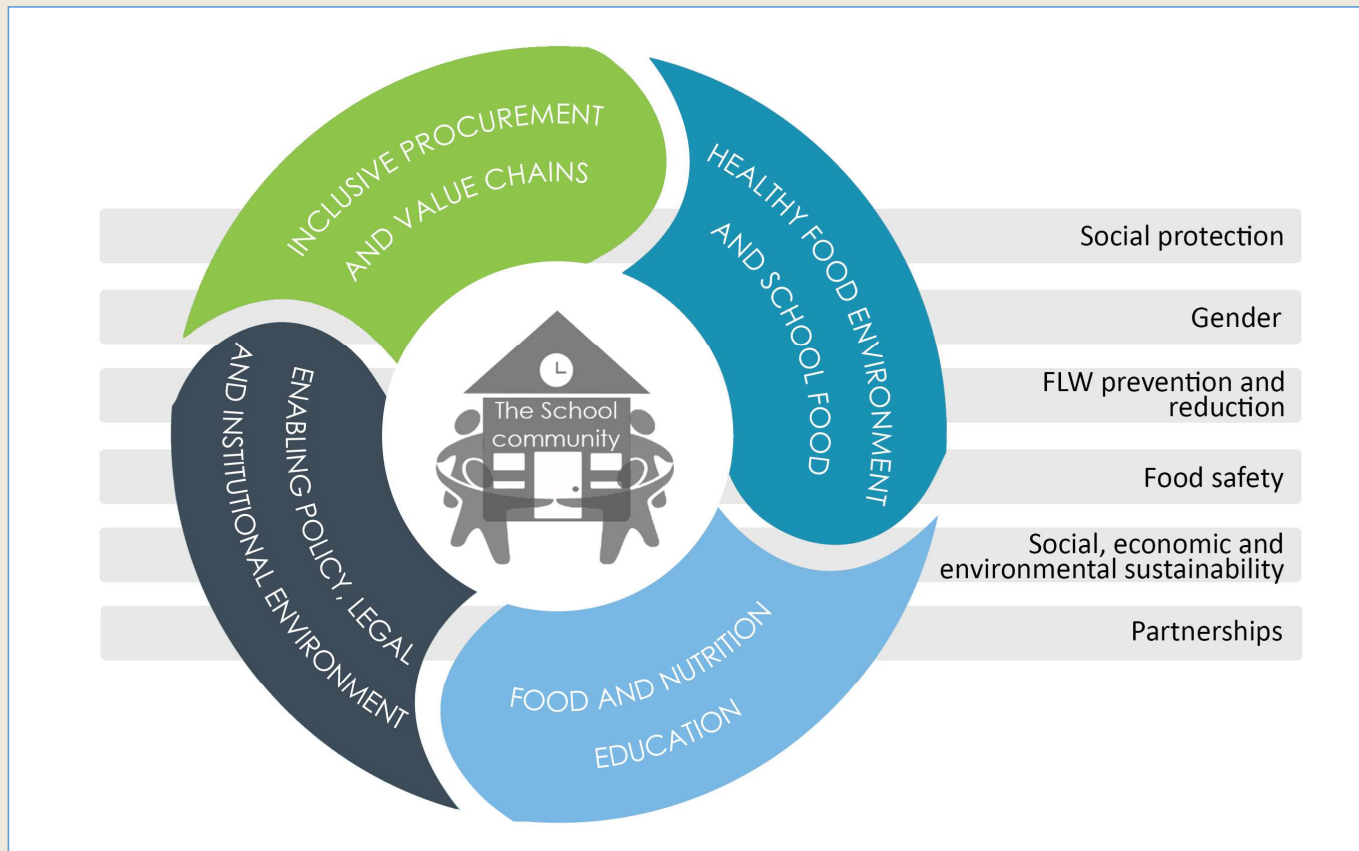 INCLUSIVE PROCUREMENT
AND VALUE CHAINS
HEALTHY FOOD ENVIRONMENT
AND SCHOOL FOOD
The School
community
ENABLING POLICY, LEGAL
AND INSTITUTIONAL ENVIRONMENT
FOOD AND NUTRITION
EDUCATION
Social protection
Gender
FLW prevention and
reduction
Food safety
Social, economic and
environmental sustainability
Partnerships